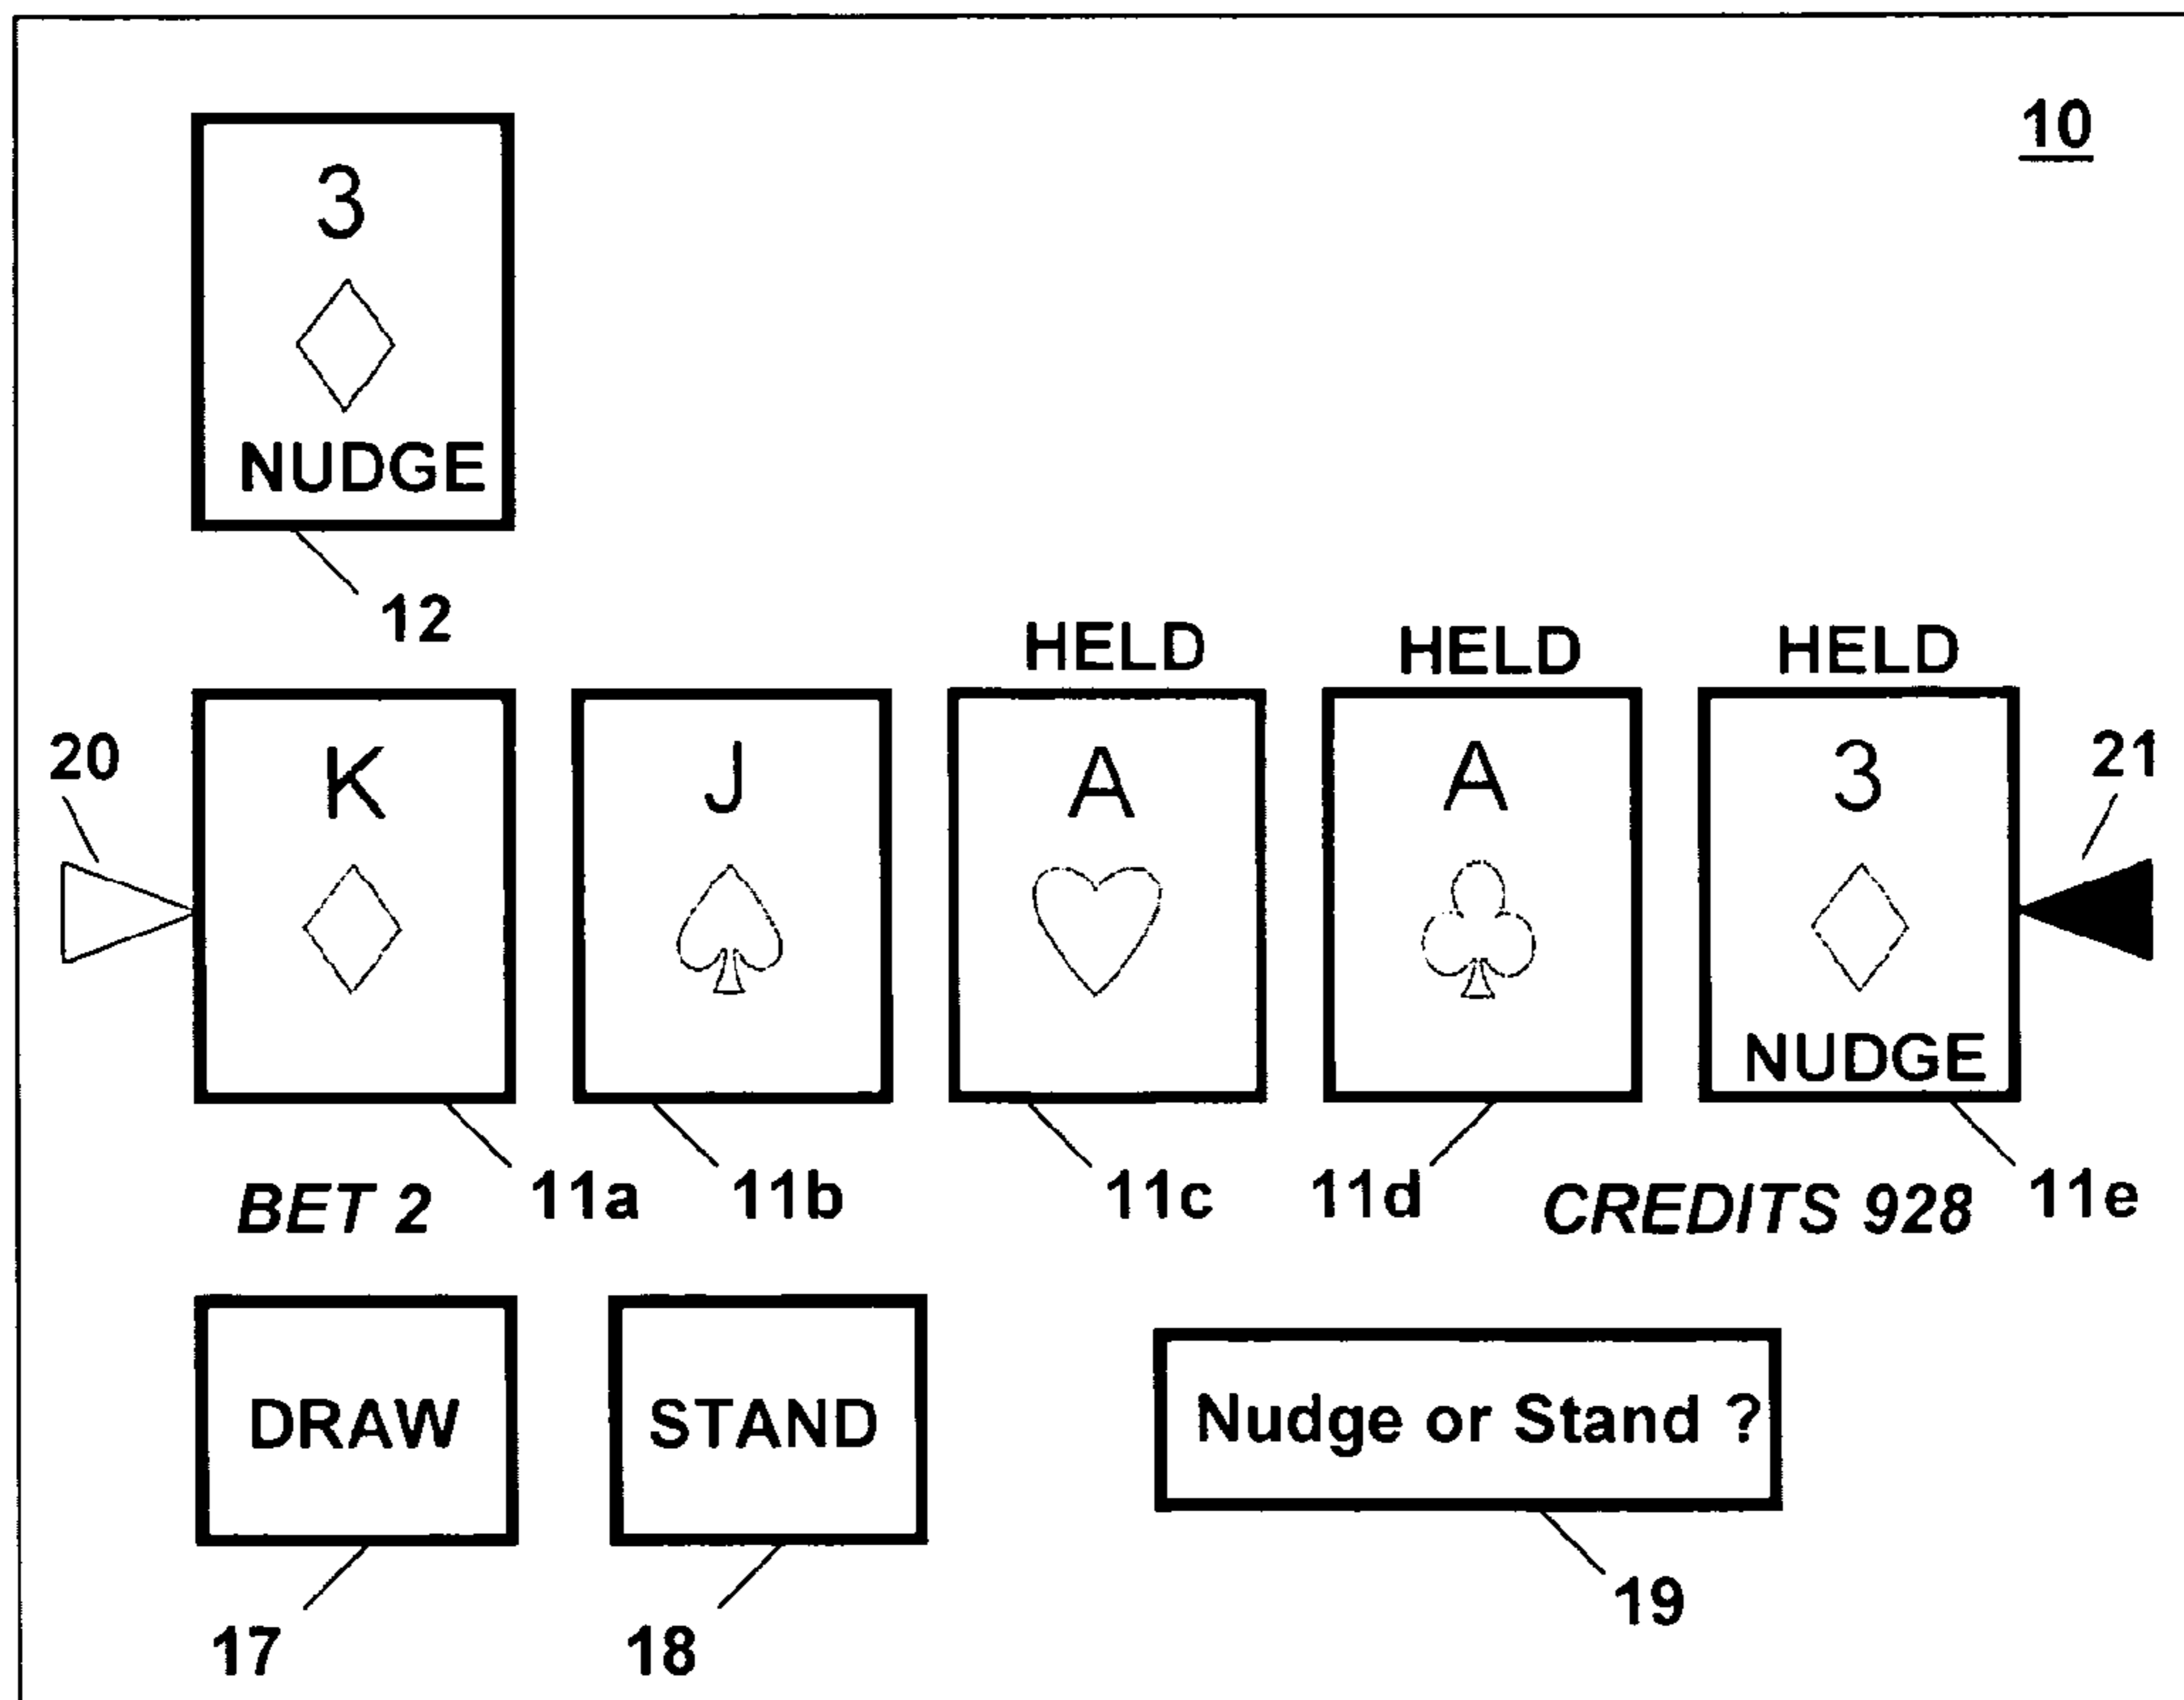 10
3
NUDGE
12
HELD HELD HELD
20 K J A A 3 21
NUDGE
11a 11b 11c 11d 11e
BET 2 CREDITS 928
DRAW STAND Nudge or Stand ?
17 18 19